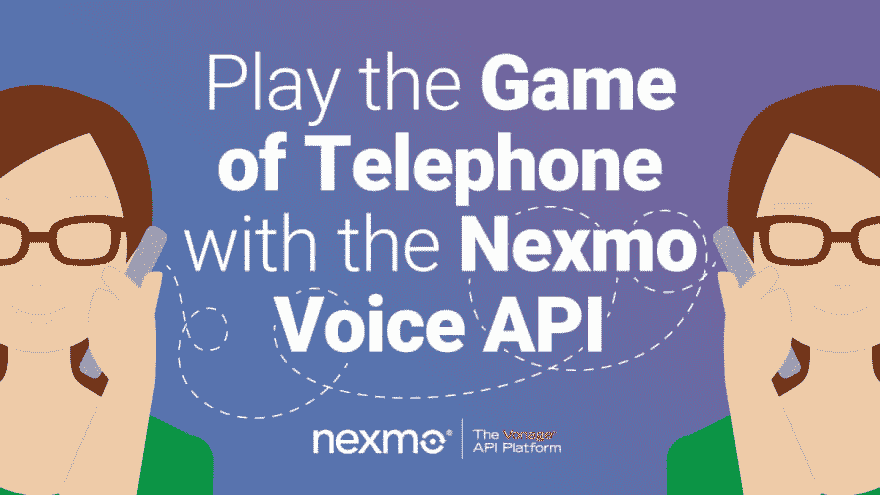 Play the Game
of Telephone
with the Nexmo
Voice API
nexmo®
The Vonage
API Platform